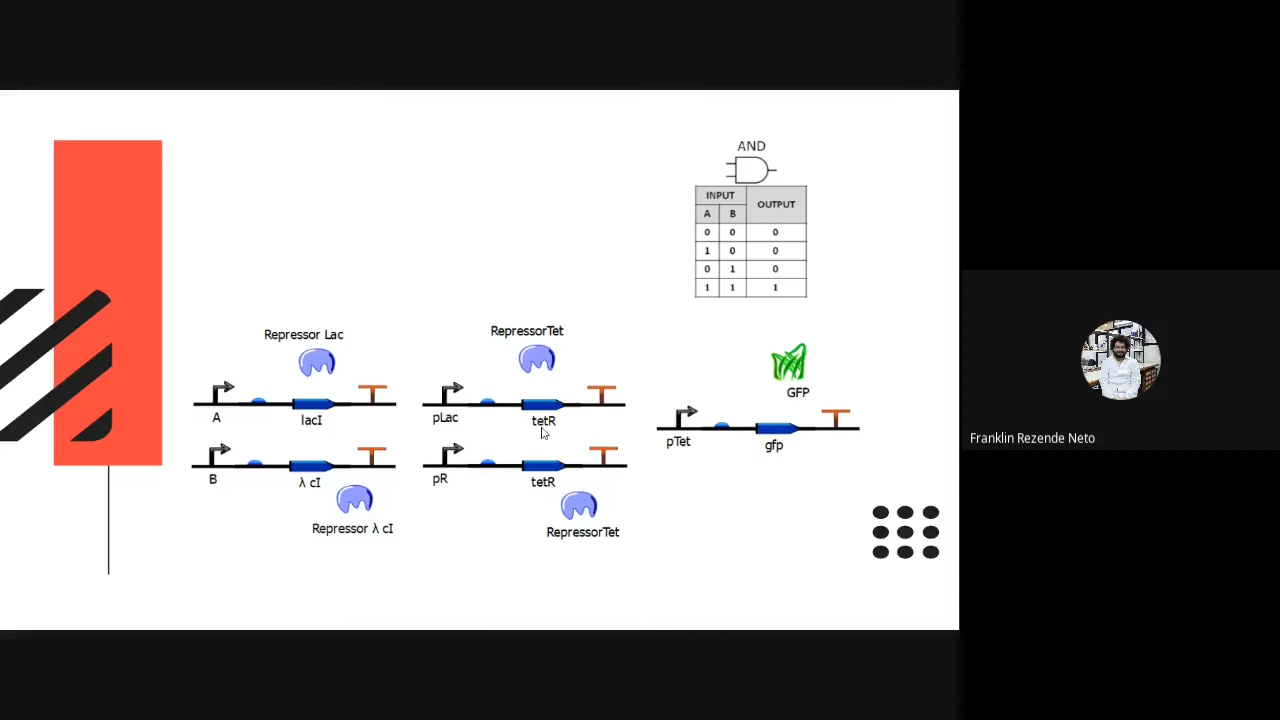 AND
INPUT OUTPUT
A B
0 0 0
1 0 0
0 1 0
1 1 1
Repressor Lac
RepressorTet
GFP
A lacI
pLac tetR
pTet gfp
B λ cI
pR tetR
Repressor λ cI
RepressorTet
Franklin Rezende Neto